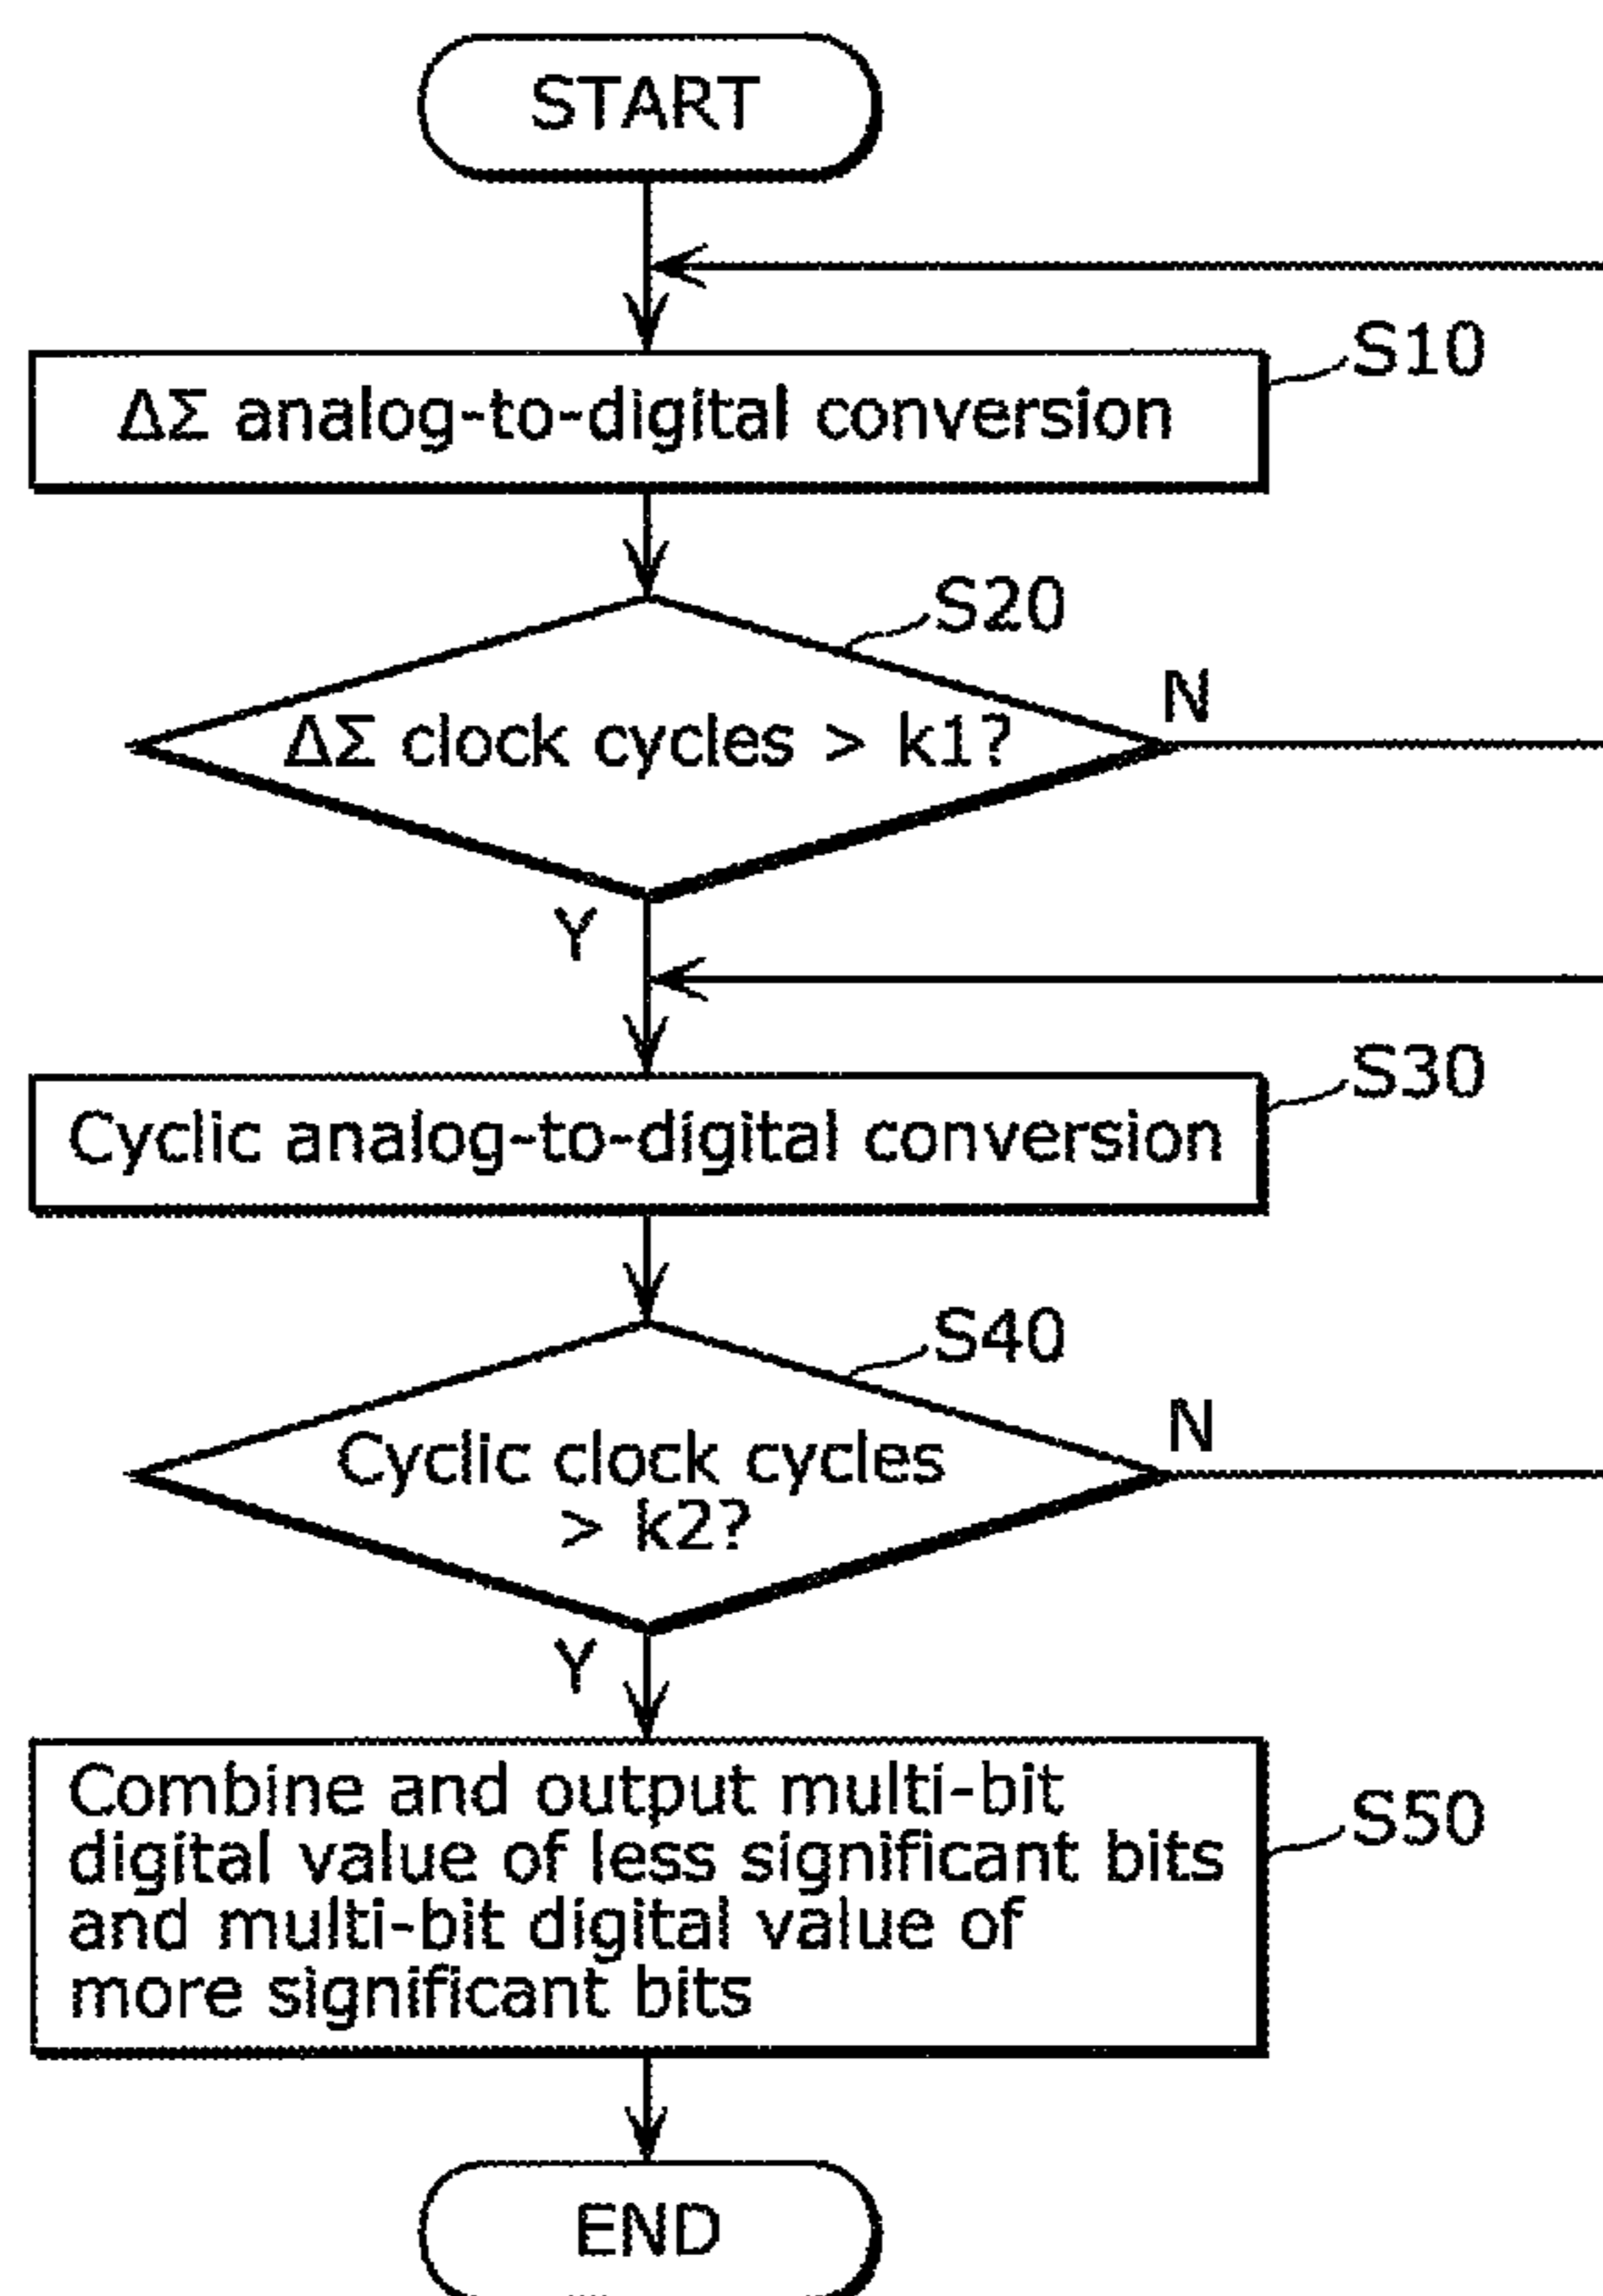 START
S10
ΔΣ analog-to-digital conversion
S20
ΔΣ clock cycles > k1?
N
Y
S30
Cyclic analog-to-digital conversion
S40
Cyclic clock cycles
> k2?
N
Y
S50
Combine and output multi-bit
digital value of less significant bits
and multi-bit digital value of
more significant bits
END